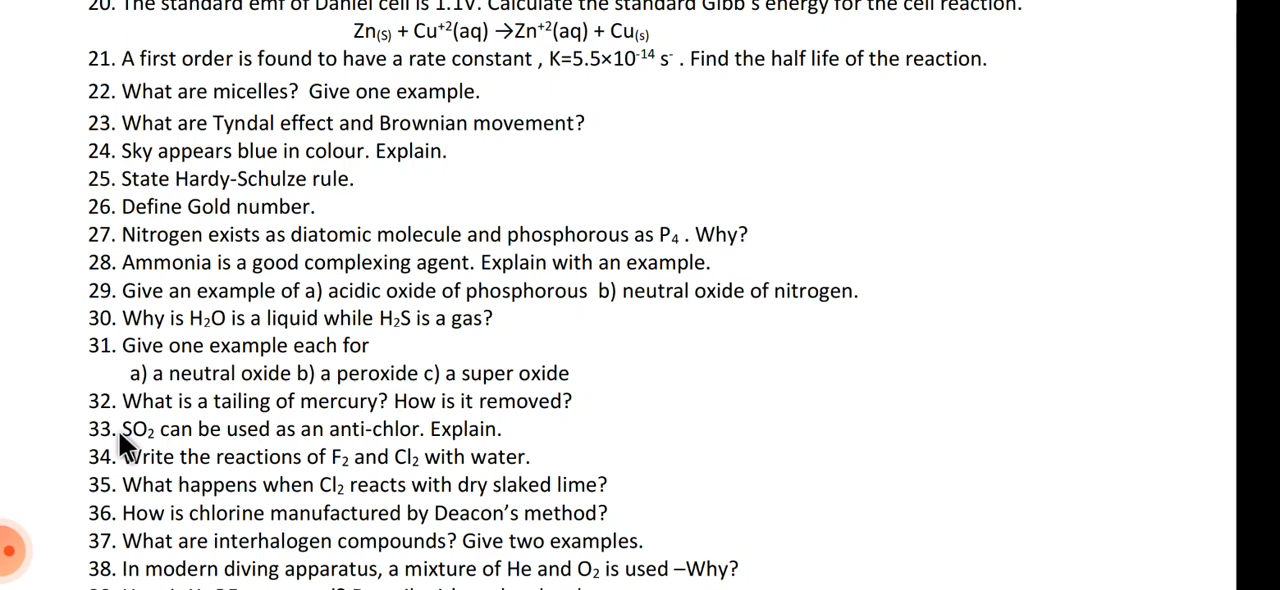 20. The standard emf of Daniel cell is 1.1V. Calculate the standard Gibb's energy for the cell reaction.
Zn(s) + Cu⁺²(aq) →Zn⁺²(aq) + Cu(s)
21. A first order is found to have a rate constant , K=5.5×10⁻¹⁴ s⁻ . Find the half life of the reaction.
22. What are micelles? Give one example.
23. What are Tyndal effect and Brownian movement?
24. Sky appears blue in colour. Explain.
25. State Hardy-Schulze rule.
26. Define Gold number.
27. Nitrogen exists as diatomic molecule and phosphorous as P₄ . Why?
28. Ammonia is a good complexing agent. Explain with an example.
29. Give an example of a) acidic oxide of phosphorous b) neutral oxide of nitrogen.
30. Why is H₂O is a liquid while H₂S is a gas?
31. Give one example each for
a) a neutral oxide b) a peroxide c) a super oxide
32. What is a tailing of mercury? How is it removed?
33. SO₂ can be used as an anti-chlor. Explain.
34. Write the reactions of F₂ and Cl₂ with water.
35. What happens when Cl₂ reacts with dry slaked lime?
36. How is chlorine manufactured by Deacon's method?
37. What are interhalogen compounds? Give two examples.
38. In modern diving apparatus, a mixture of He and O₂ is used –Why?